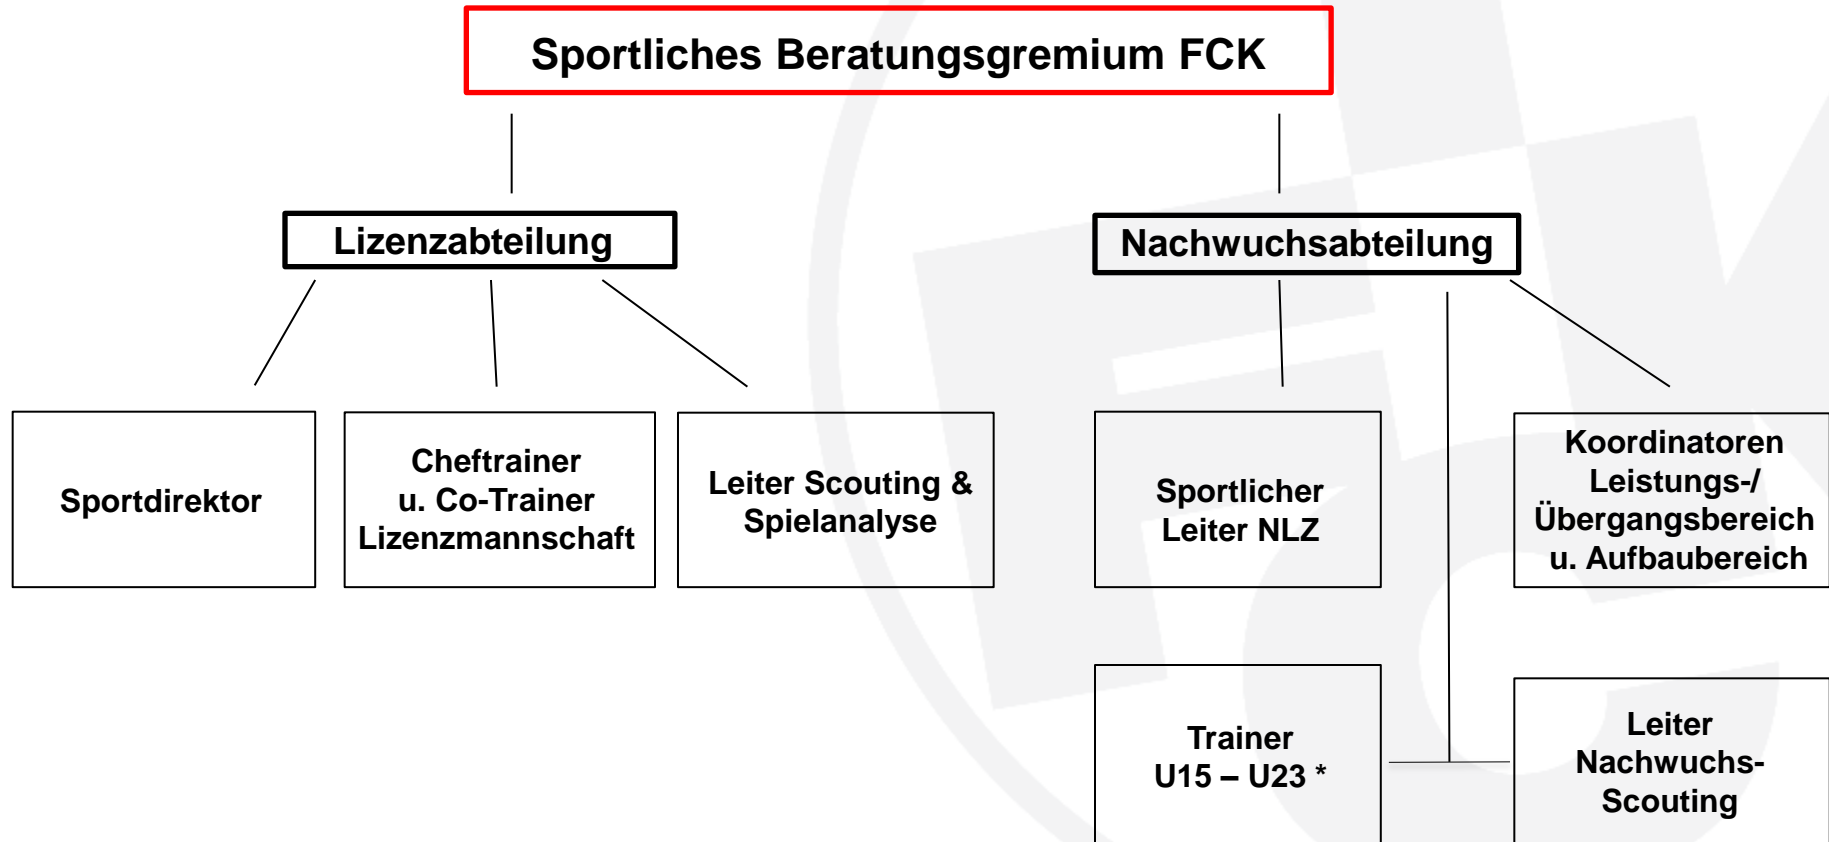 Sportliches Beratungsgremium FCK
Lizenzabteilung
Nachwuchsabteilung
Sportdirektor
Cheftrainer
u. Co-Trainer
Lizenzmannschaft
Leiter Scouting &
Spielanalyse
Sportlicher
Leiter NLZ
Koordinatoren
Leistungs-/
Übergangsbereich
u. Aufbaubereich
Trainer
U15 – U23 *
Leiter
Nachwuchs-
Scouting